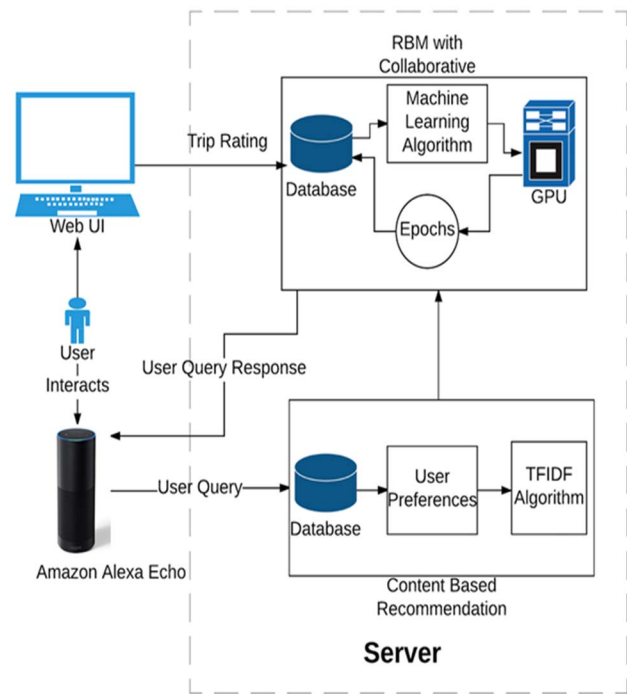 RBM with
Collaborative
Machine
Learning
Algorithm
Trip Rating
Database
GPU
Web UI
Epochs
User
Interacts
User Query Response
User Query
Database
User
Preferences
TFIDF
Algorithm
Amazon Alexa Echo
Content Based
Recommendation
Server